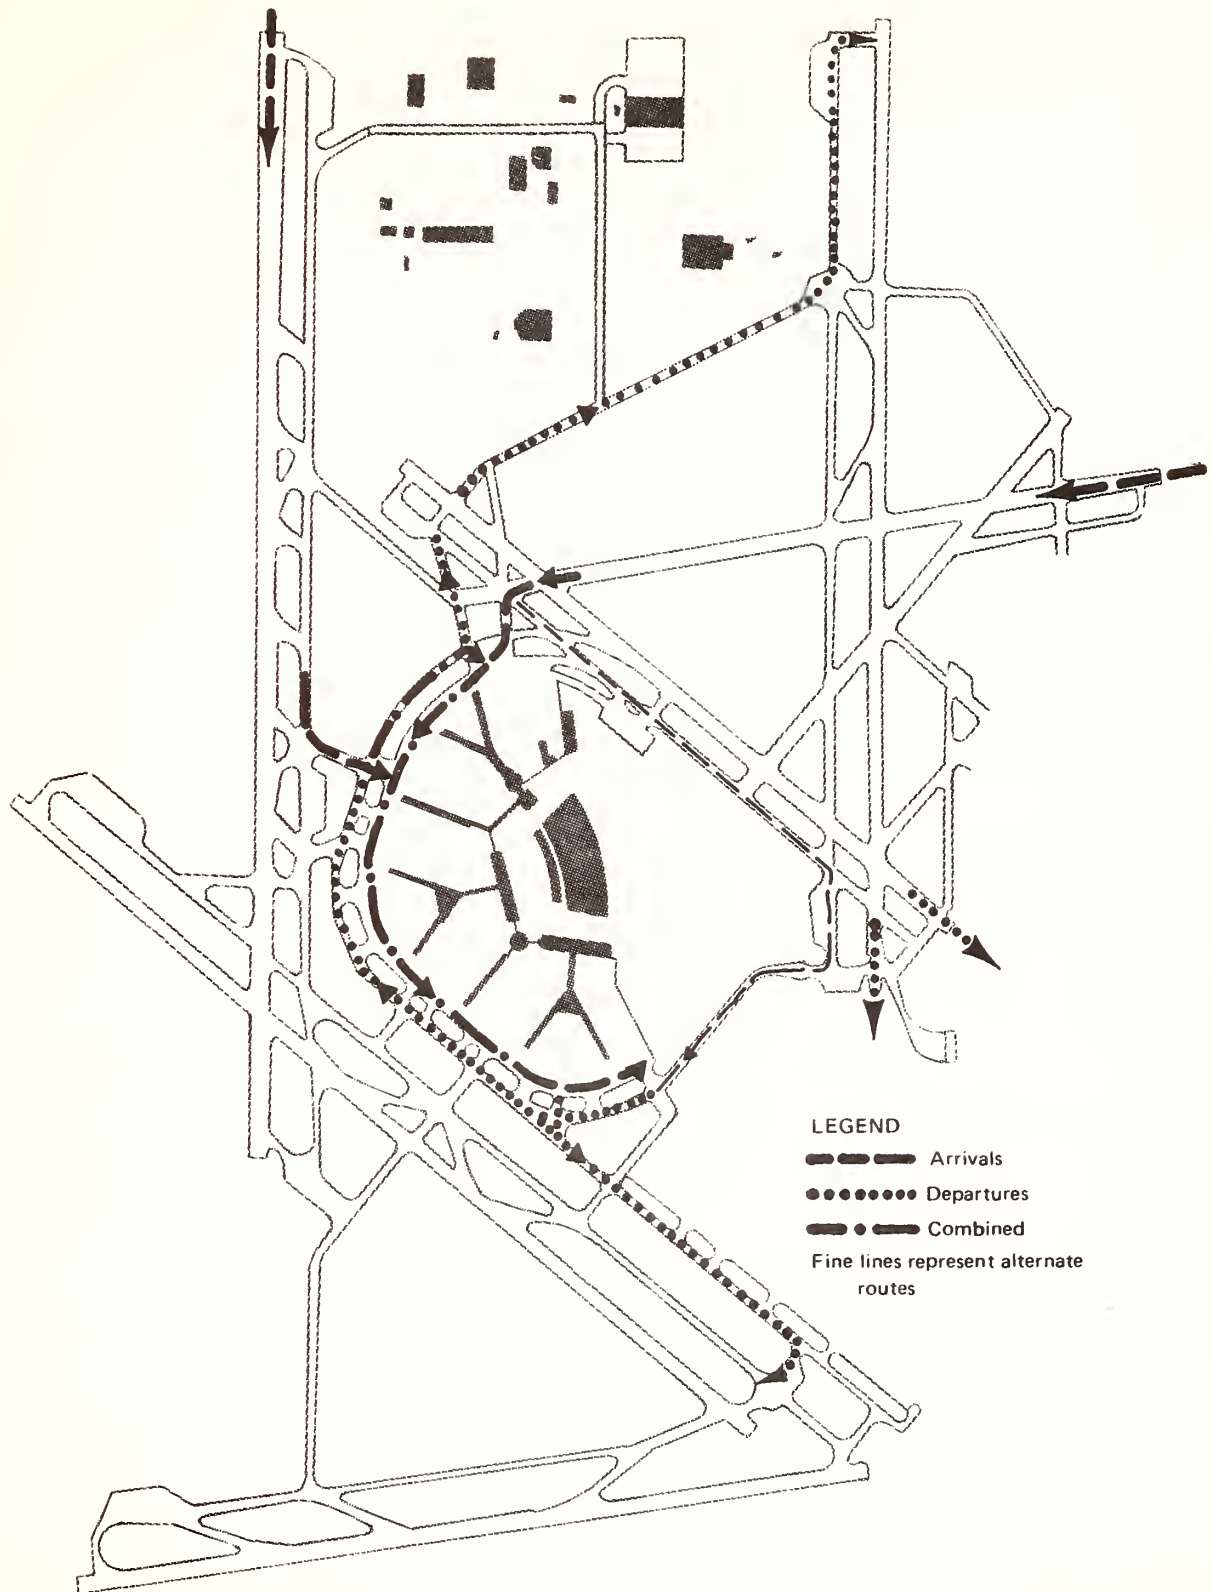 LEGEND
Arrivals
Departures
Combined
Fine lines represent alternate
routes